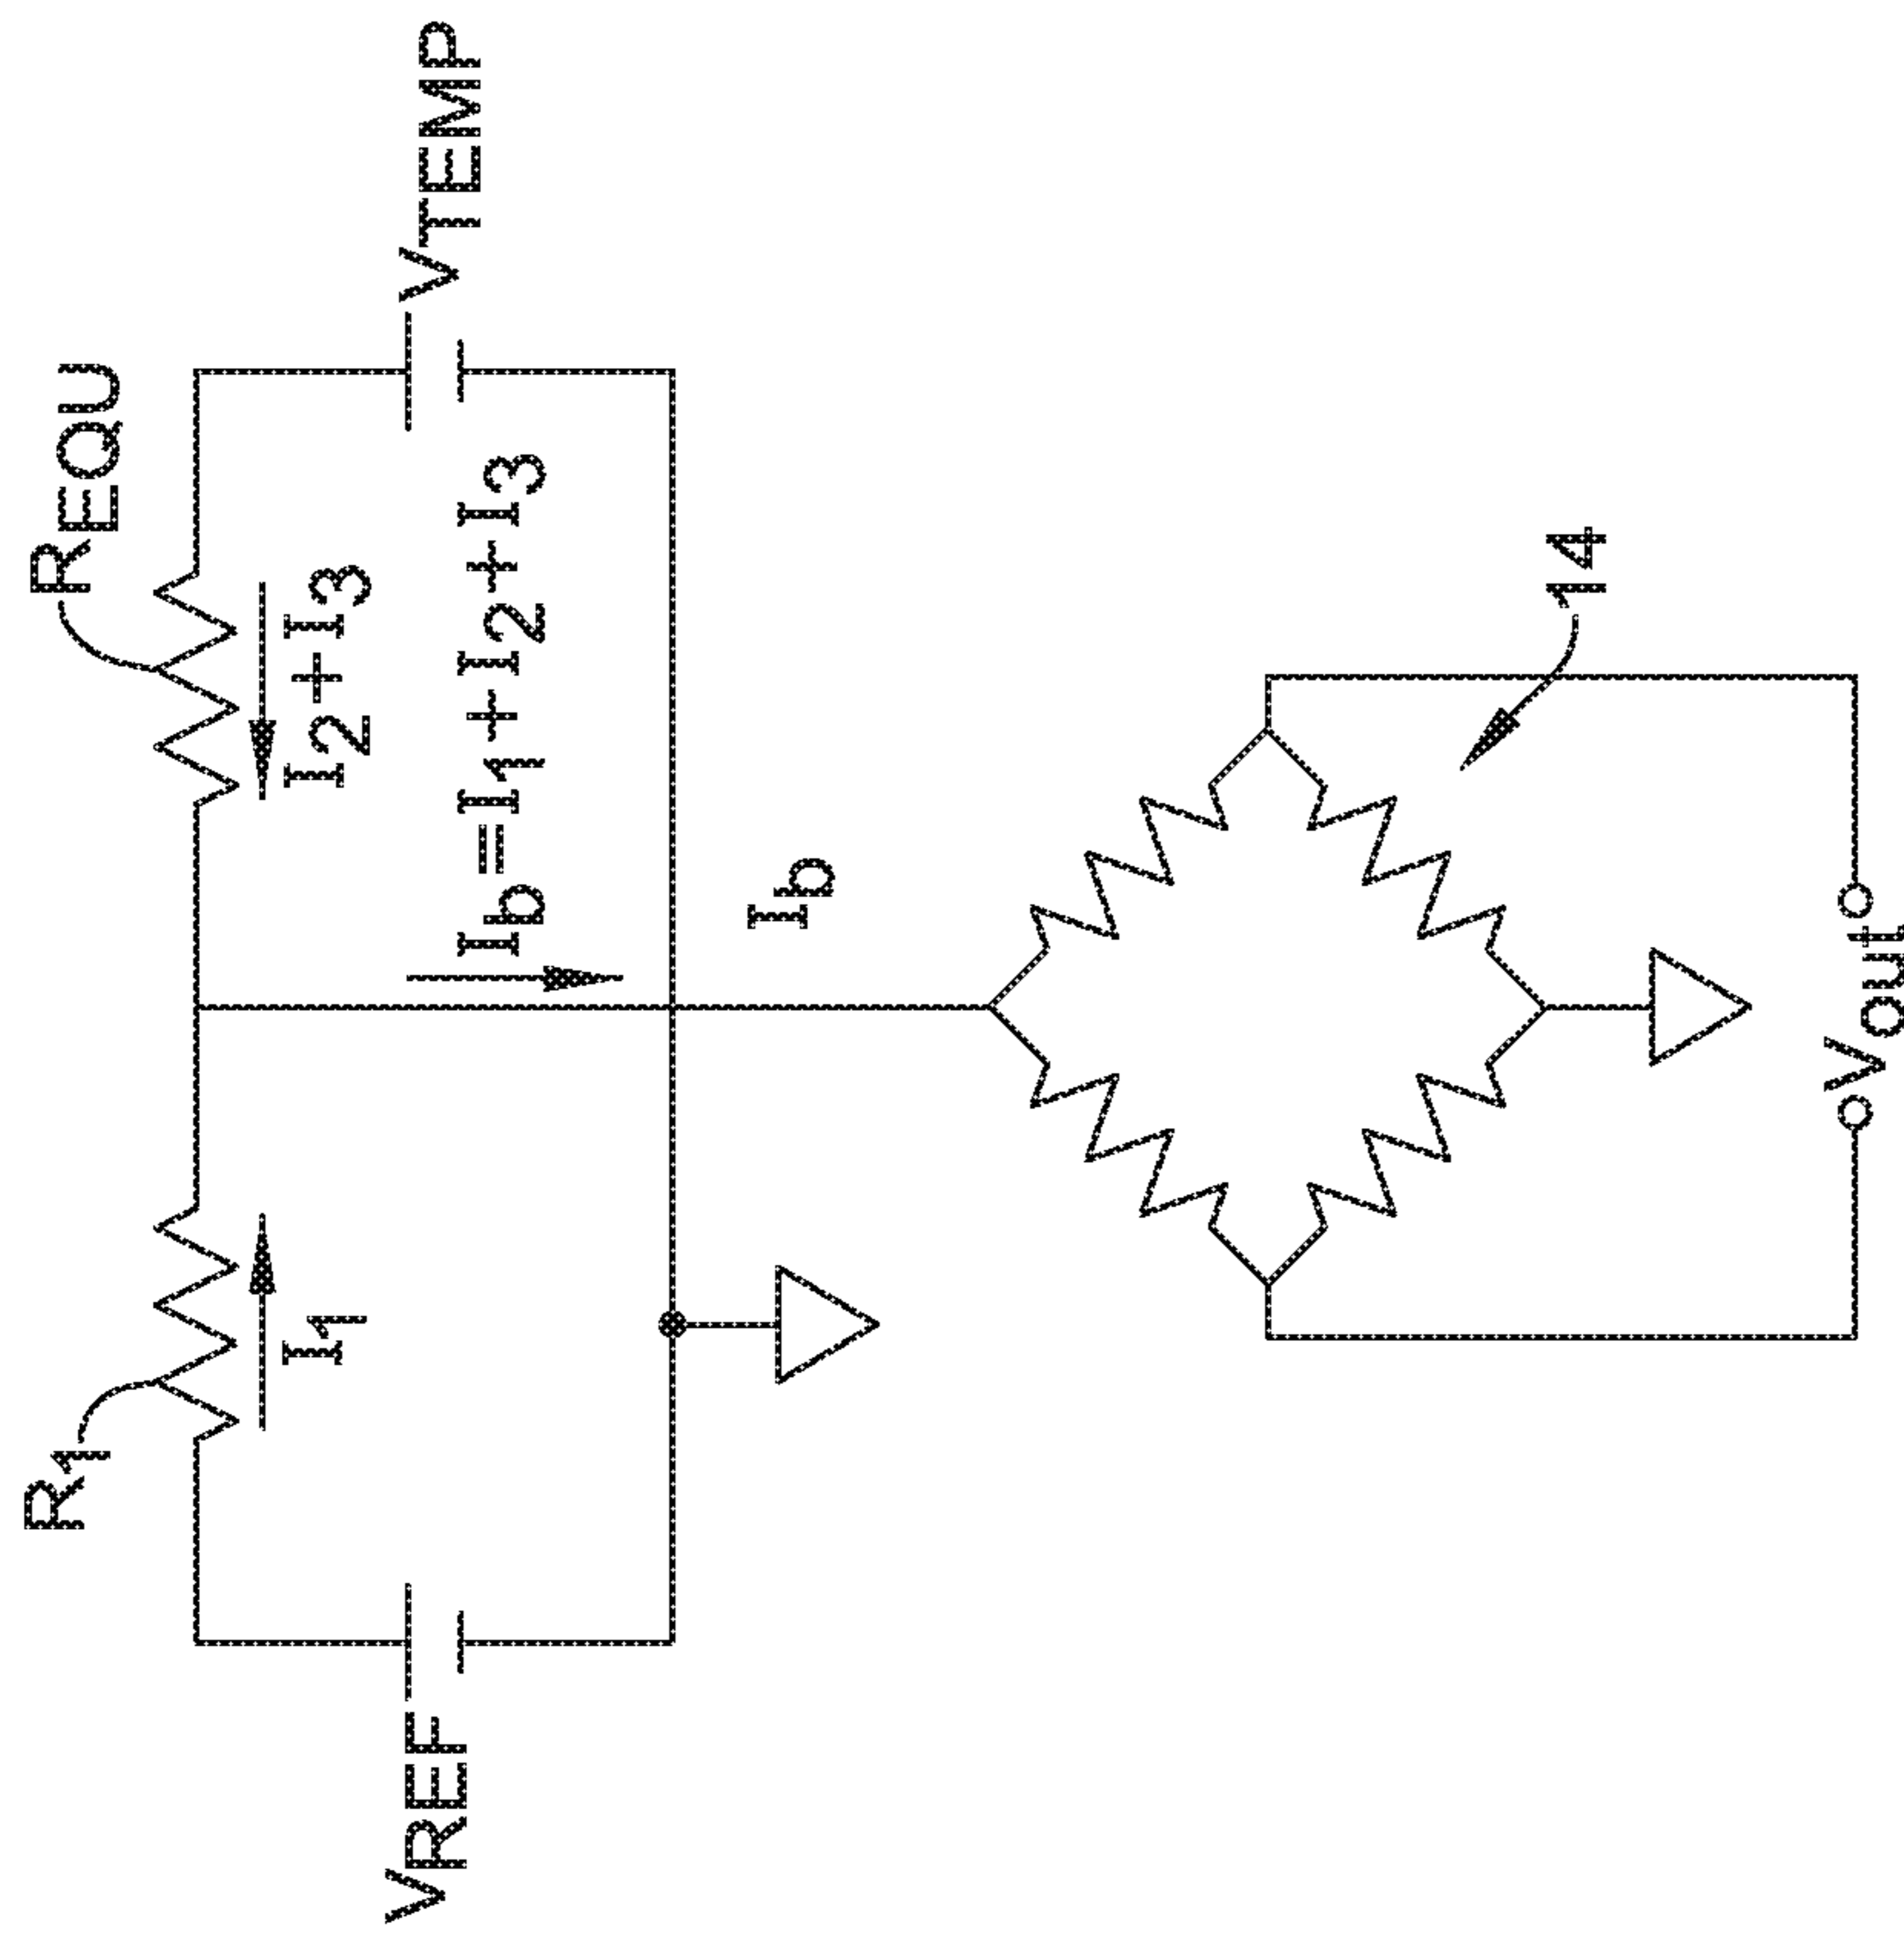 R1
REQU
I1
I2+I3
VREF
VTEMP
Ib=I1+I2+I3
Ib
14
Vout